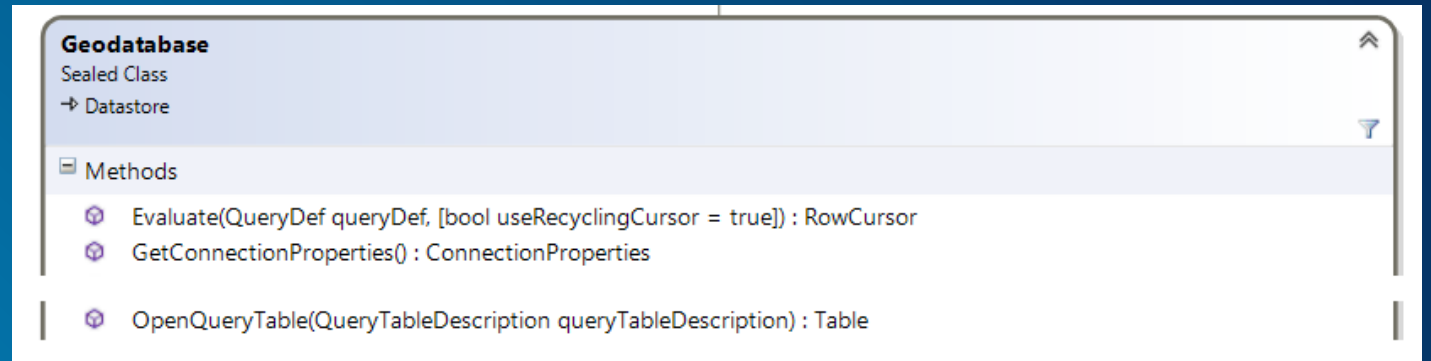 Geodatabase
Sealed Class
Datastore
Methods
Evaluate(QueryDef queryDef, [bool useRecyclingCursor = true]) : RowCursor
GetConnectionProperties() : ConnectionProperties
OpenQueryTable(QueryTableDescription queryTableDescription) : Table